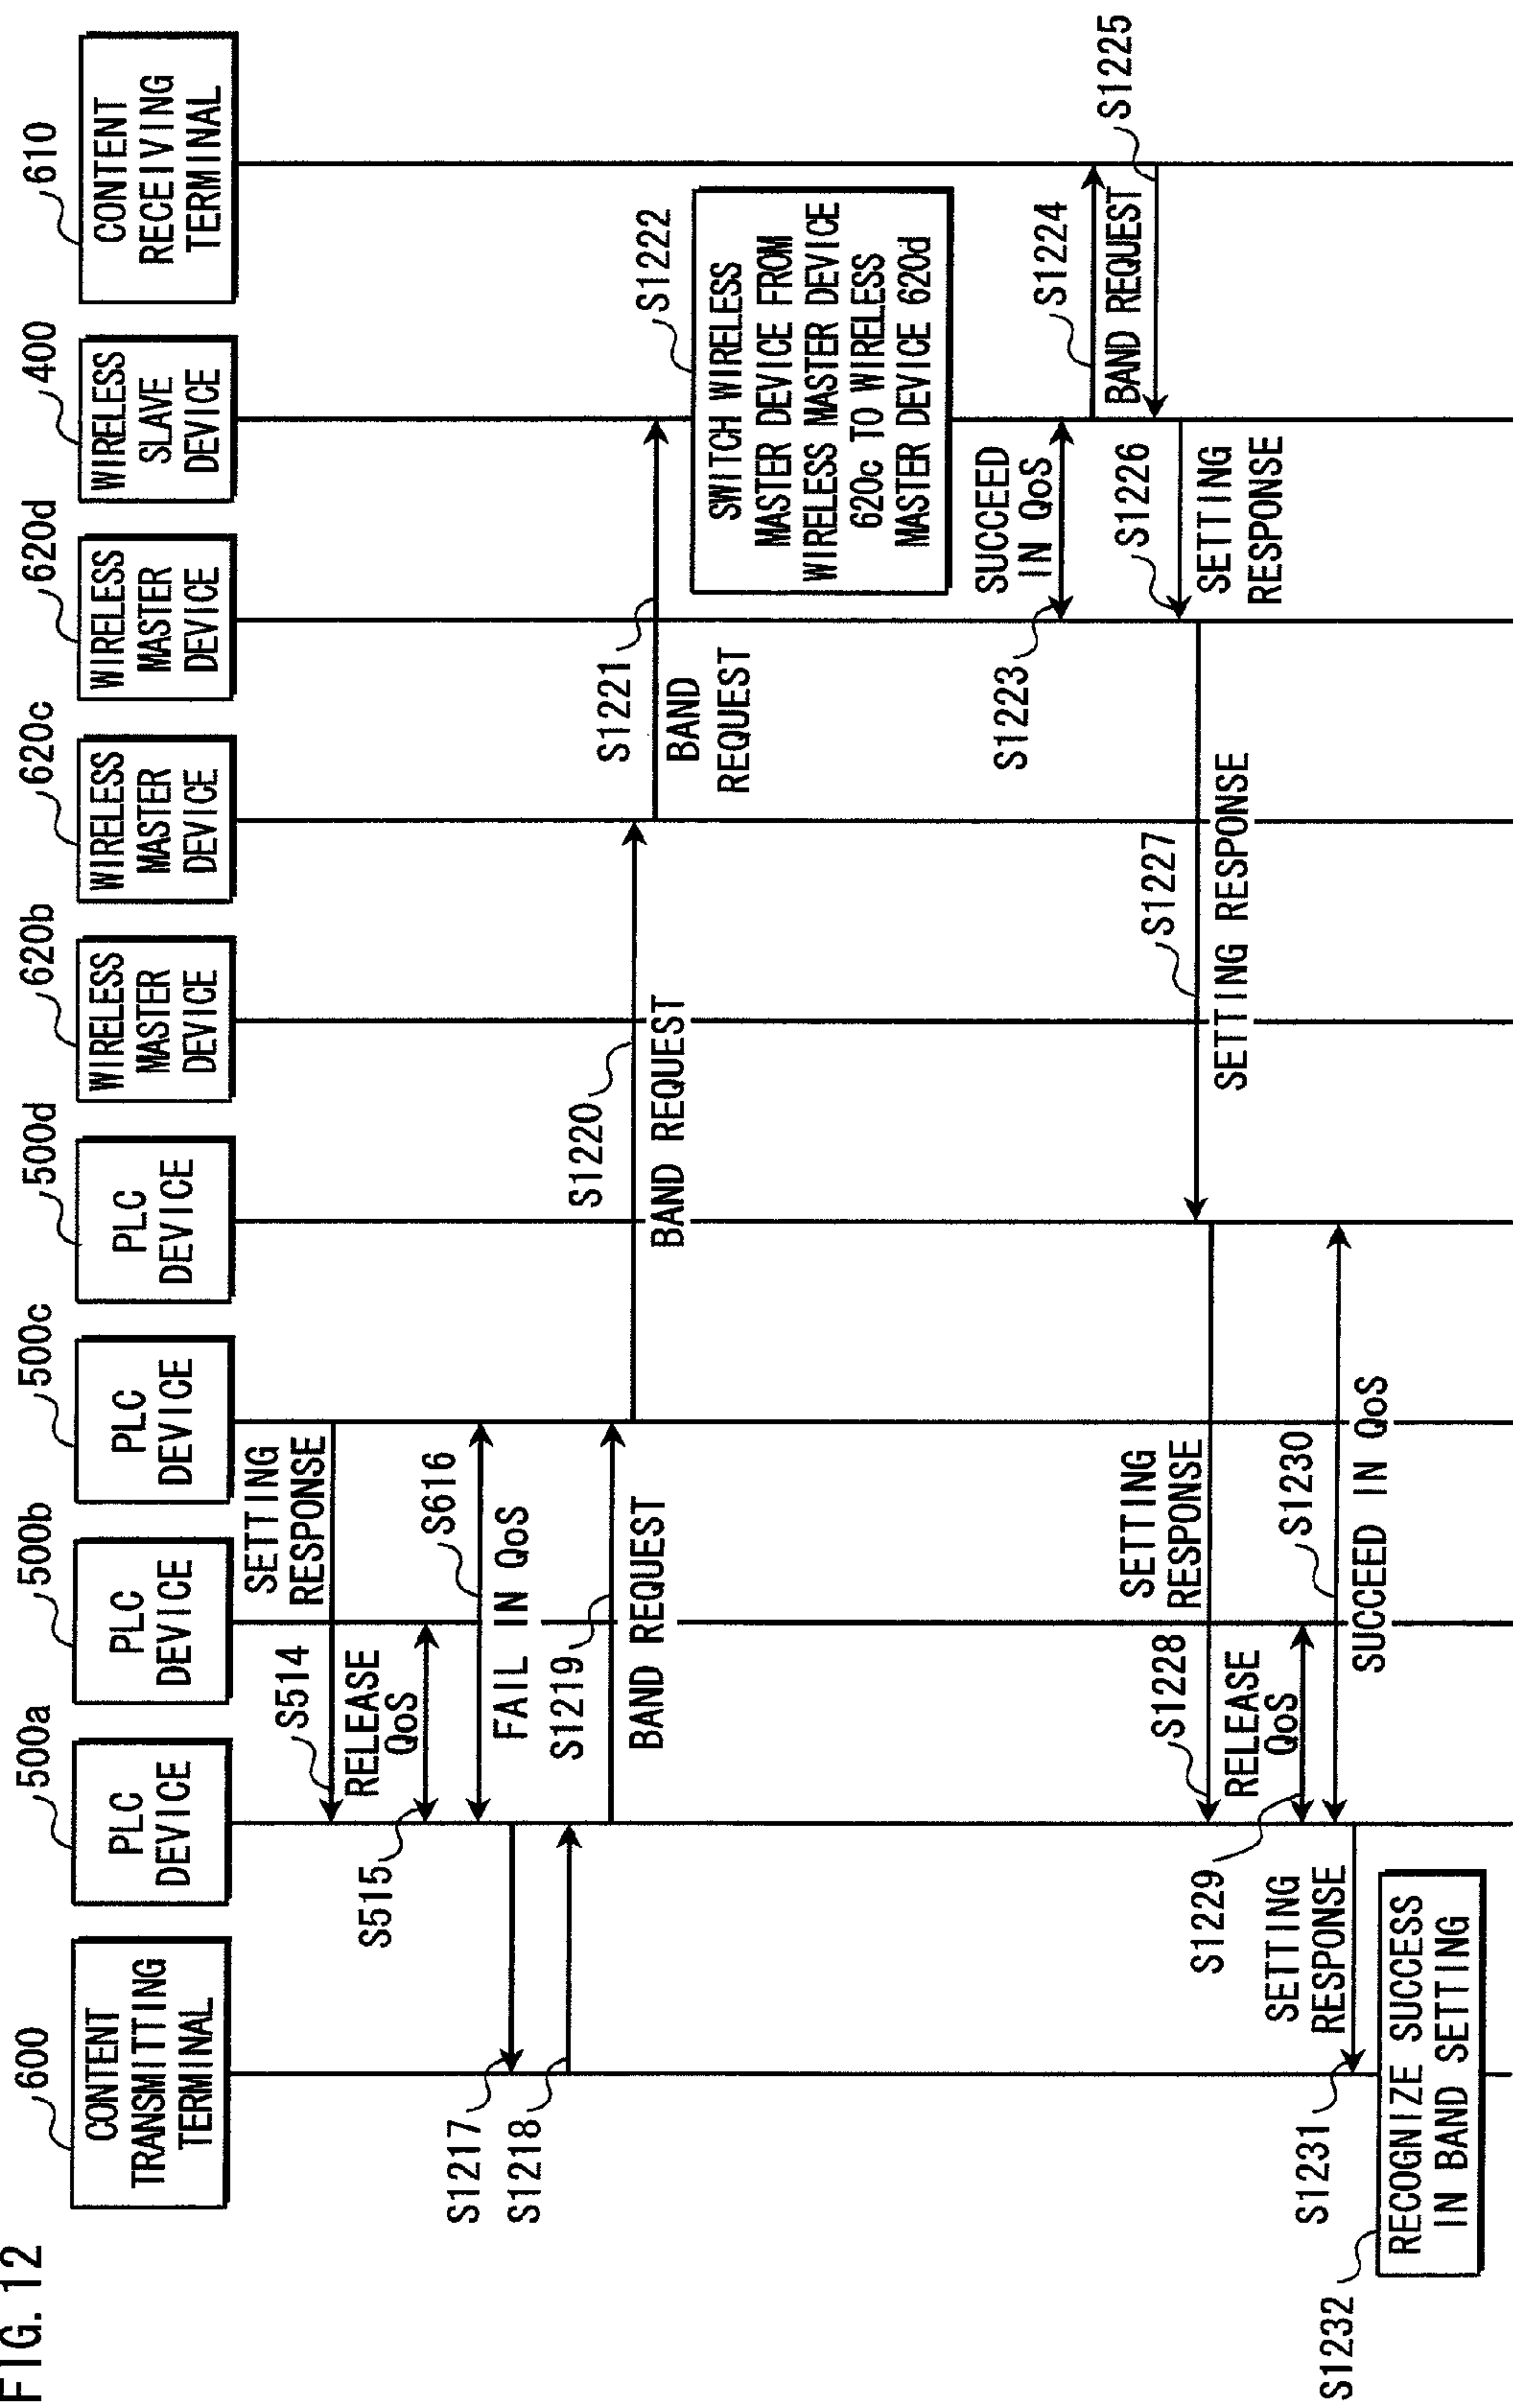 FIG. 12
600
CONTENT
TRANSMITTING
TERMINAL
500a
PLC
DEVICE
500b
PLC
DEVICE
500c
PLC
DEVICE
500d
PLC
DEVICE
620b
WIRELESS
MASTER
DEVICE
620c
WIRELESS
MASTER
DEVICE
620d
WIRELESS
MASTER
DEVICE
400
WIRELESS
SLAVE
DEVICE
610
CONTENT
RECEIVING
TERMINAL
SETTING
RESPONSE
S514
RELEASE
QoS
S515
S616
FAIL IN QoS
S1217
S1218
S1219
BAND REQUEST
S1220
BAND REQUEST
S1221
BAND
REQUEST
S1222
SWITCH WIRELESS
MASTER DEVICE FROM
WIRELESS MASTER DEVICE
620c TO WIRELESS
MASTER DEVICE 620d
SUCCEED
IN QoS
S1223
S1224
BAND REQUEST
S1225
S1226
SETTING
RESPONSE
S1227
SETTING RESPONSE
SETTING
RESPONSE
S1228
RELEASE
QoS
S1229
S1230
SUCCEED IN QoS
SETTING
RESPONSE
S1231
S1232
RECOGNIZE SUCCESS
IN BAND SETTING